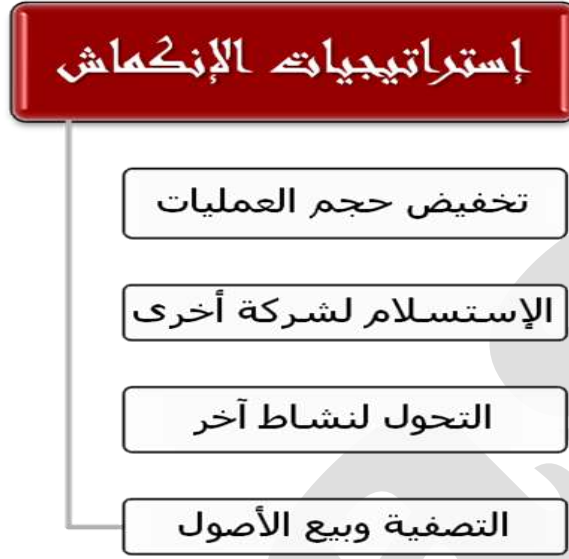 إستراتيجيات الإنكماش
تخفيض حجم العمليات
الإستسلام لشركة أخرى
التحول لنشاط آخر
التصفية وبيع الأصول